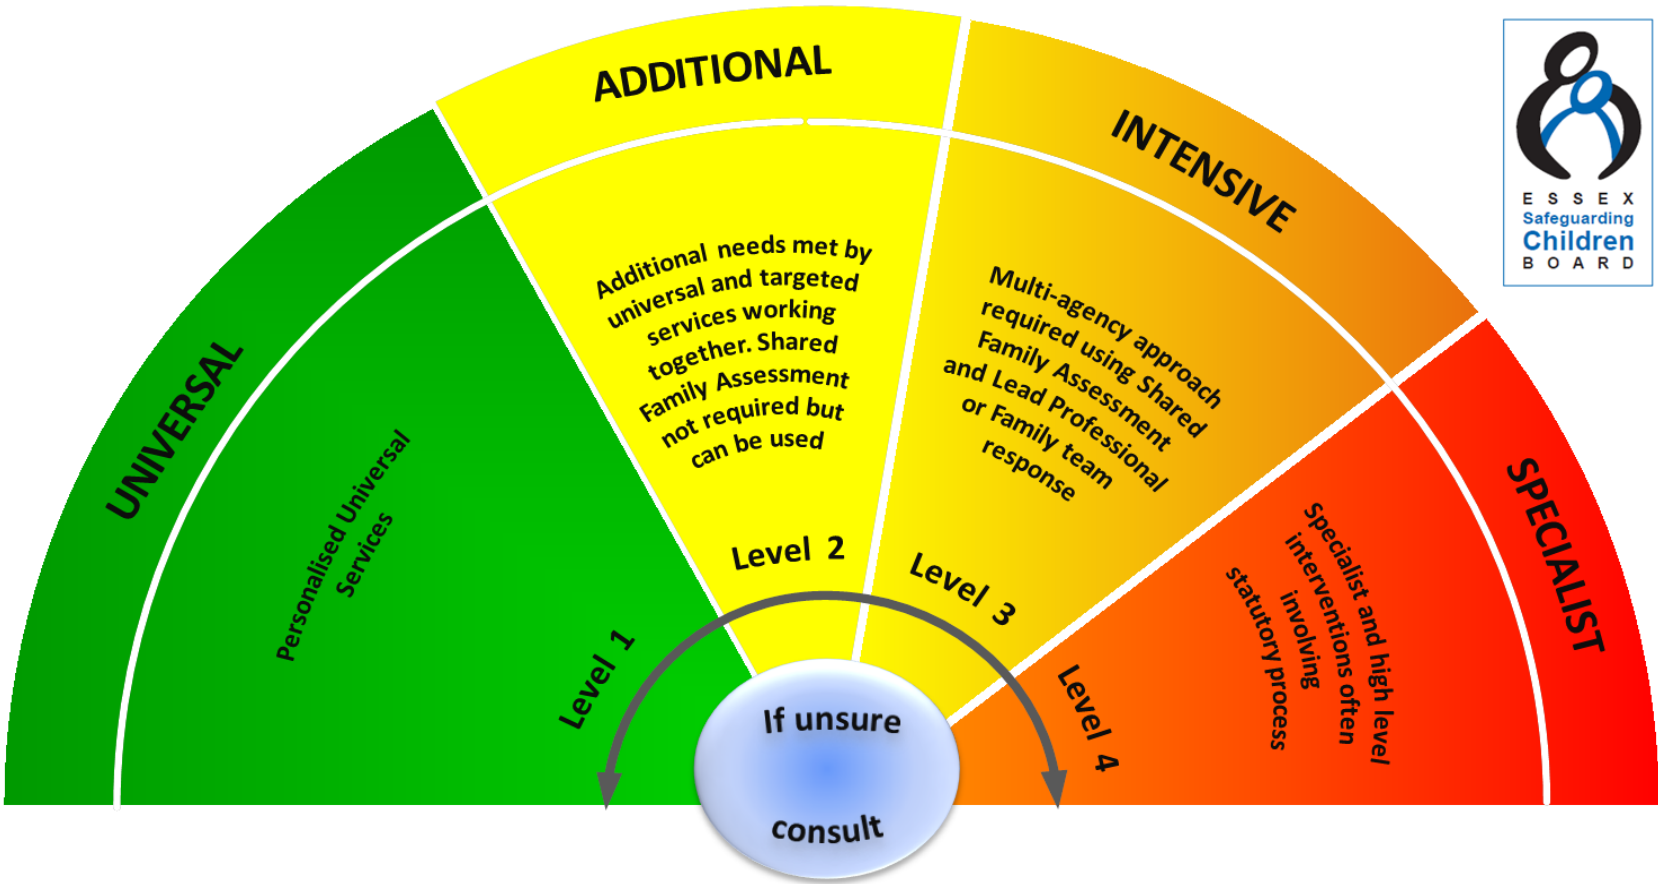 UNIVERSAL
Personalised Universal
Services
Level 1
ADDITIONAL
Additional needs met by
universal and targeted
services working
together. Shared
Family Assessment
not required but
can be used
Level 2
INTENSIVE
Multi-agency approach
required using Shared
Family Assessment
and Lead Professional
or Family team
response
Level 3
SPECIALIST
Specialist and high level
interventions often
involving
statutory process
Level 4
If unsure
consult
ESSEX
Safeguarding
Children
BOARD